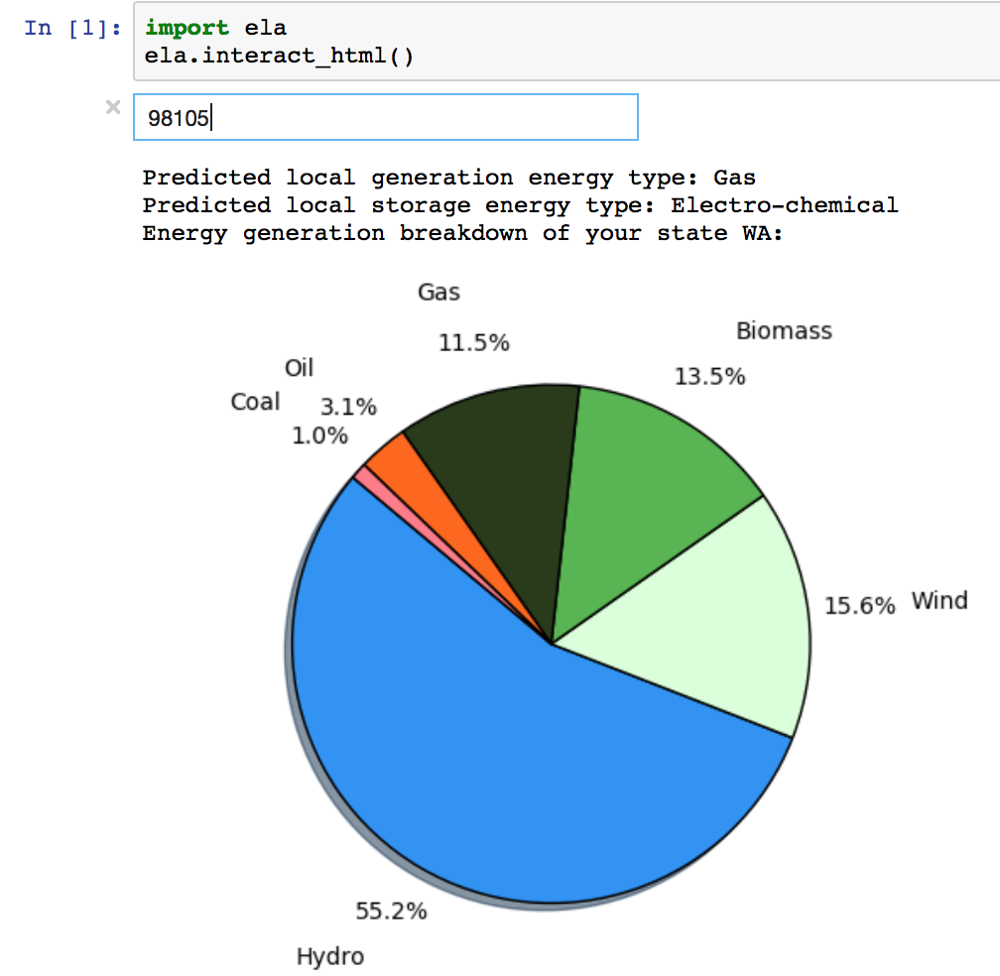 In [1]: import ela
ela.interact_html()
×
98105
Predicted local generation energy type: Gas
Predicted local storage energy type: Electro-chemical
Energy generation breakdown of your state WA:
Gas
11.5%
Biomass
13.5%
Oil
3.1%
Coal
1.0%
15.6% Wind
55.2%
Hydro